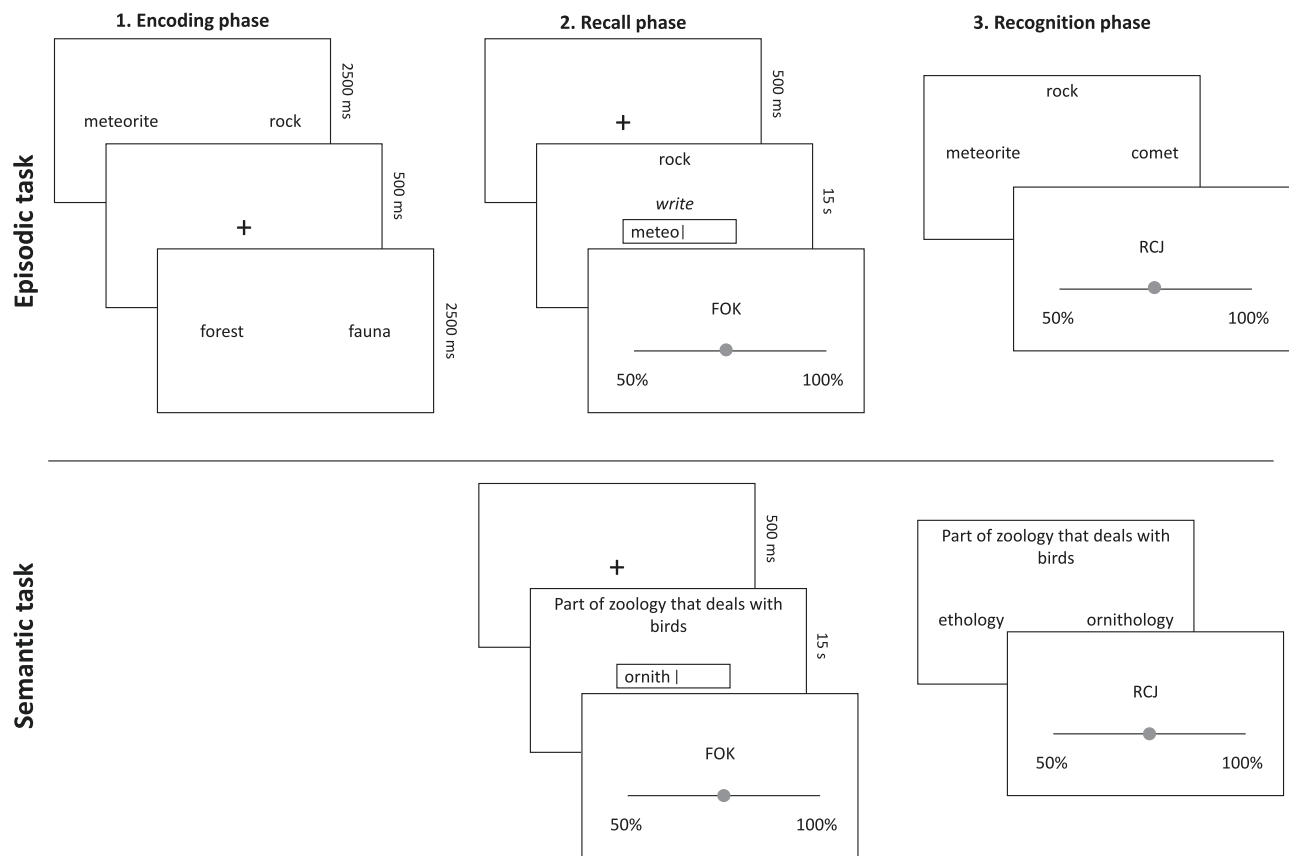 1. Encoding phase
2. Recall phase
3. Recognition phase
Episodic task
meteorite rock
2500 ms
+
500 ms
forest fauna
2500 ms
+
500 ms
rock
write
meteo|
15 s
FOK
50% 100%
rock
meteorite comet
RCJ
50% 100%
Semantic task
+
500 ms
Part of zoology that deals with
birds
ornith |
15 s
FOK
50% 100%
Part of zoology that deals with
birds
ethology ornithology
RCJ
50% 100%